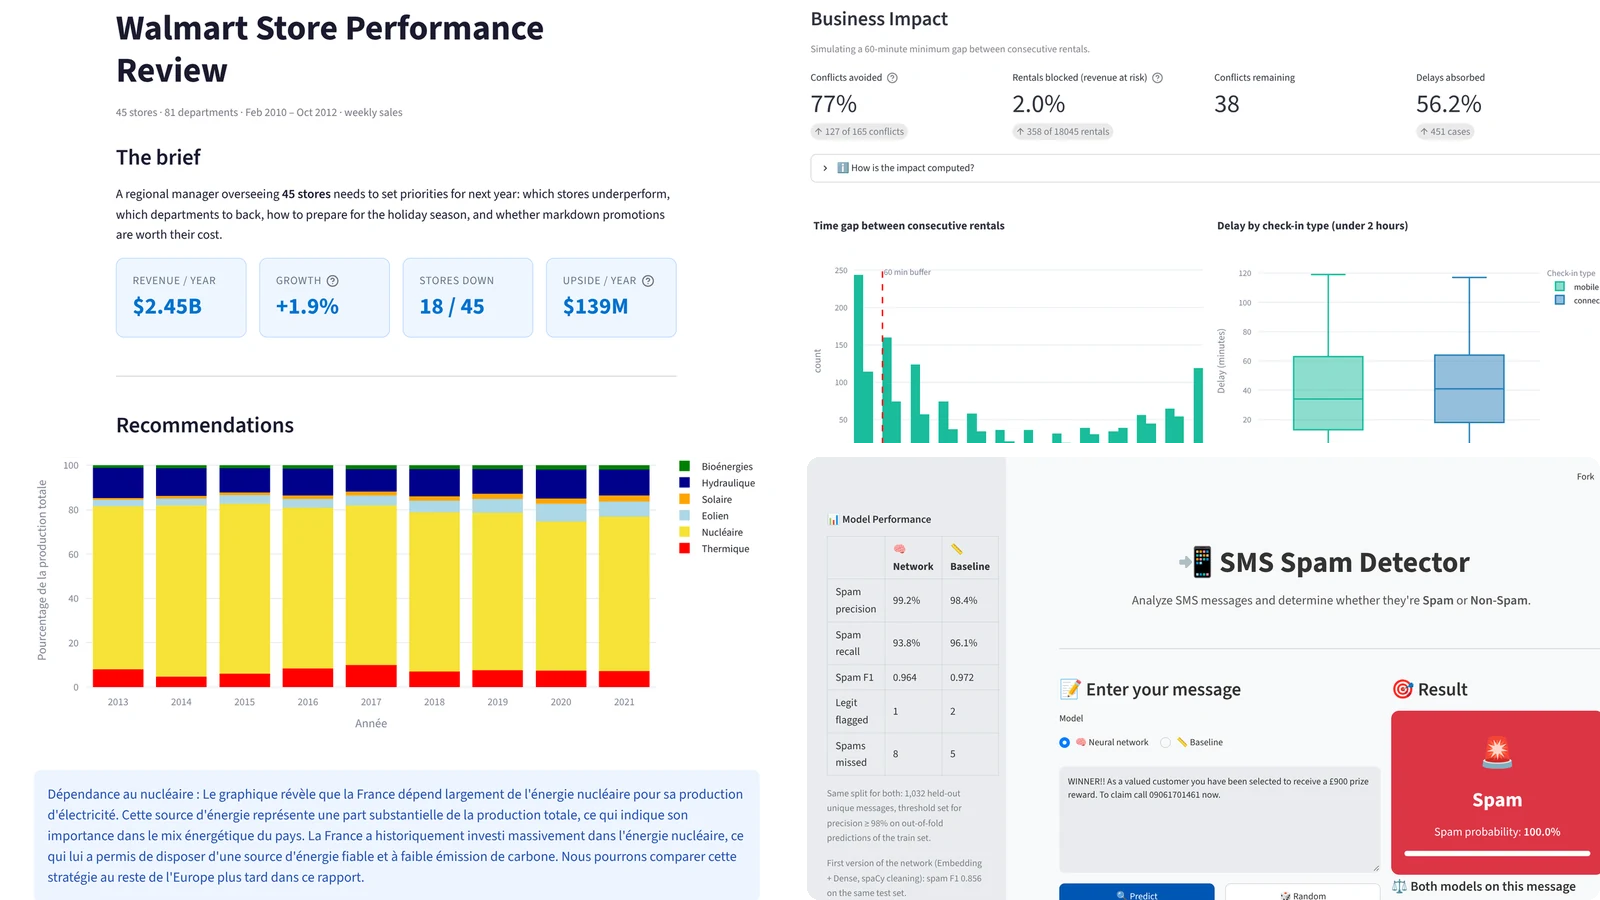 Walmart Store Performance
Review
45 stores · 81 departments · Feb 2010 – Oct 2012 · weekly sales
The brief
A regional manager overseeing 45 stores needs to set priorities for next year: which stores underperform,
which departments to back, how to prepare for the holiday season, and whether markdown promotions
are worth their cost.
REVENUE / YEAR
$2.45B
GROWTH
+1.9%
STORES DOWN
18 / 45
UPSIDE / YEAR
$139M
Recommendations
Business Impact
Simulating a 60-minute minimum gap between consecutive rentals.
Conflicts avoided
77%
↑ 127 of 165 conflicts
Rentals blocked (revenue at risk)
2.0%
↑ 358 of 18045 rentals
Conflicts remaining
38
Delays absorbed
56.2%
↑ 451 cases
How is the impact computed?
Time gap between consecutive rentals
60 min buffer
250
200
150
100
50
count
Delay by check-in type (under 2 hours)
120
100
80
60
40
20
Delay (minutes)
Check-in type
mobile
connec
Pourcentage de la production totale
100
80
60
40
20
0
2013 2014 2015 2016 2017 2018 2019 2020 2021
Année
Bioénergies
Hydraulique
Solaire
Eolien
Nucléaire
Thermique
Dépendance au nucléaire : Le graphique révèle que la France dépend largement de l'énergie nucléaire pour sa production
d'électricité. Cette source d'énergie représente une part substantielle de la production totale, ce qui indique son
importance dans le mix énergétique du pays. La France a historiquement investi massivement dans l'énergie nucléaire, ce
qui lui a permis de disposer d'une source d'énergie fiable et à faible émission de carbone. Nous pourrons comparer cette
stratégie au reste de l'Europe plus tard dans ce rapport.
Model Performance
Network Baseline
Spam precision 99.2% 98.4%
Spam recall 93.8% 96.1%
Spam F1 0.964 0.972
Legit flagged 1 2
Spams missed 8 5
Same split for both: 1,032 held-out
unique messages, threshold set for
precision ≥ 98% on out-of-fold
predictions of the train set.
First version of the network (Embedding
+ Dense, spaCy cleaning): spam F1 0.856
on the same test set.
Fork
SMS Spam Detector
Analyze SMS messages and determine whether they're Spam or Non-Spam.
Enter your message
Model
Neural network
Baseline
WINNER!! As a valued customer you have been selected to receive a £900 prize
reward. To claim call 09061701461 now.
Predict
Random
Result
Spam
Spam probability: 100.0%
Both models on this message